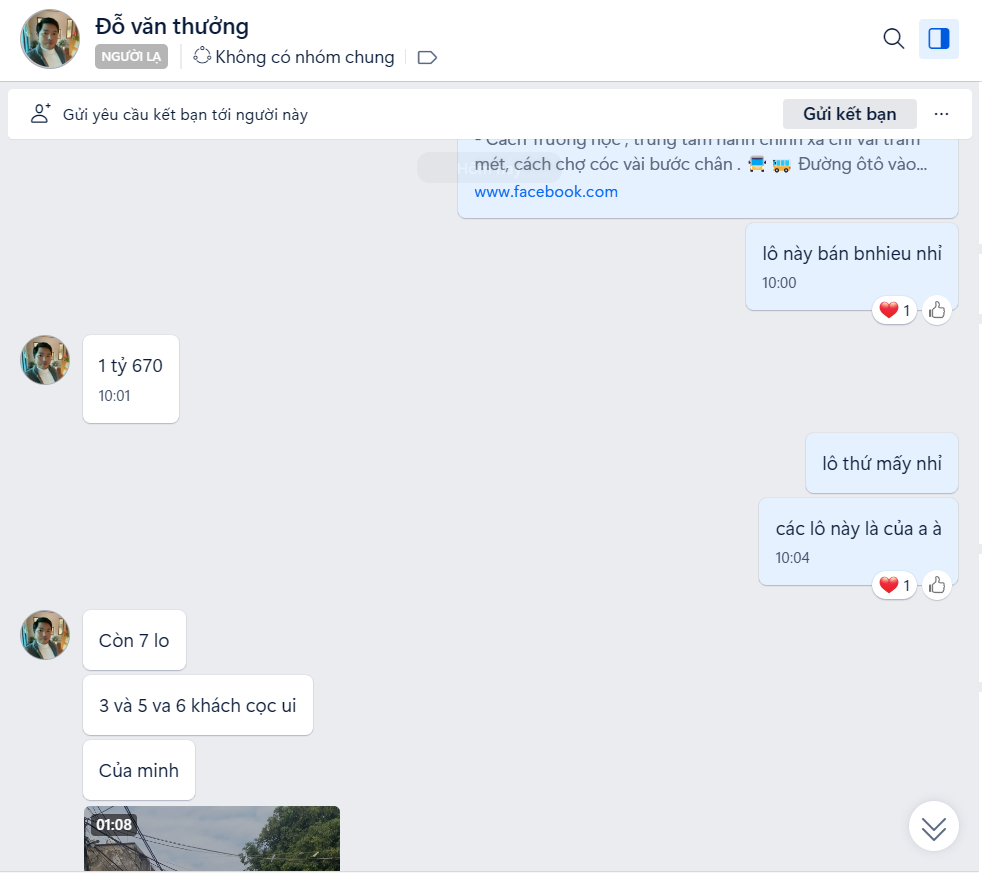 Đỗ văn thưởng
NGƯỜI LẠ
Không có nhóm chung
Gửi yêu cầu kết bạn tới người này
Gửi kết bạn
- Cách Trường học , trung tâm hành chính xã chỉ vài trăm
mét, cách chợ cóc vài bước chân . 🚍 🚌 Đường ôtô vào...
www.facebook.com
lô này bán bnhieu nhỉ
10:00
❤️ 1
1 tỷ 670
10:01
lô thứ mấy nhỉ
các lô này là của a à
10:04
❤️ 1
Còn 7 lo
3 và 5 va 6 khách cọc ui
Của minh
01:08